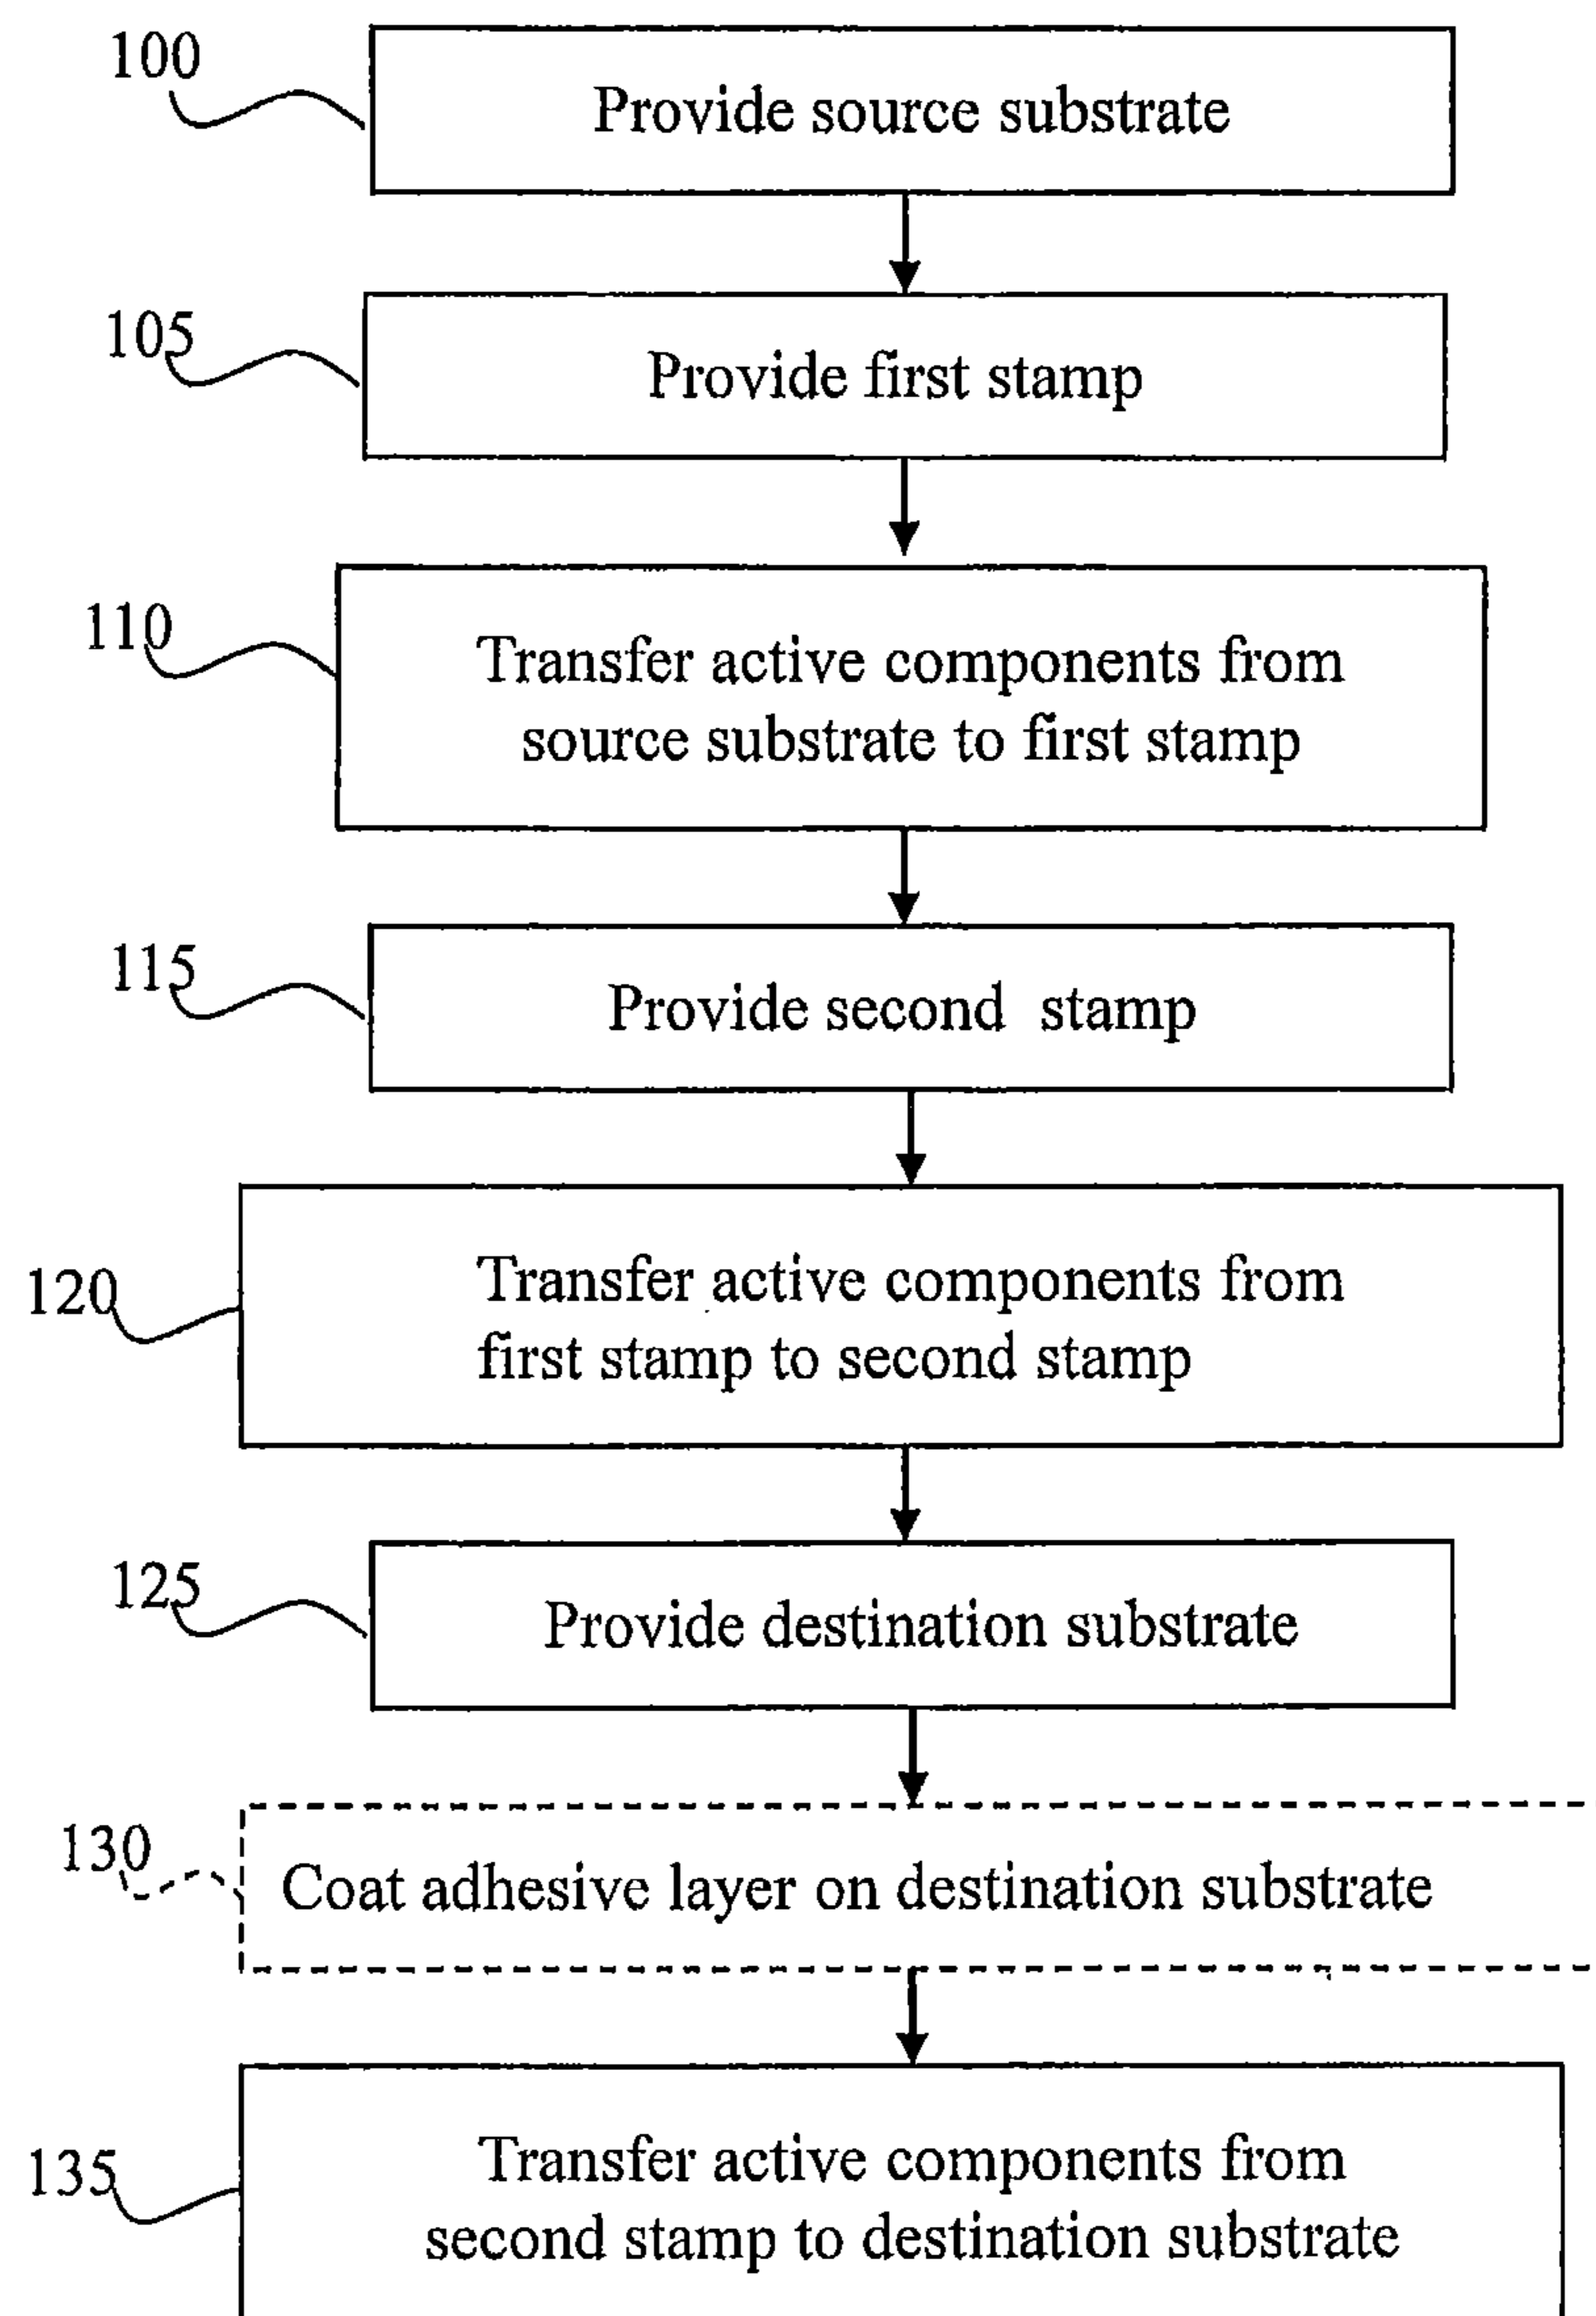 100
Provide source substrate
105
Provide first stamp
110
Transfer active components from
source substrate to first stamp
115
Provide second stamp
120
Transfer active components from
first stamp to second stamp
125
Provide destination substrate
130
Coat adhesive layer on destination substrate
135
Transfer active components from
second stamp to destination substrate